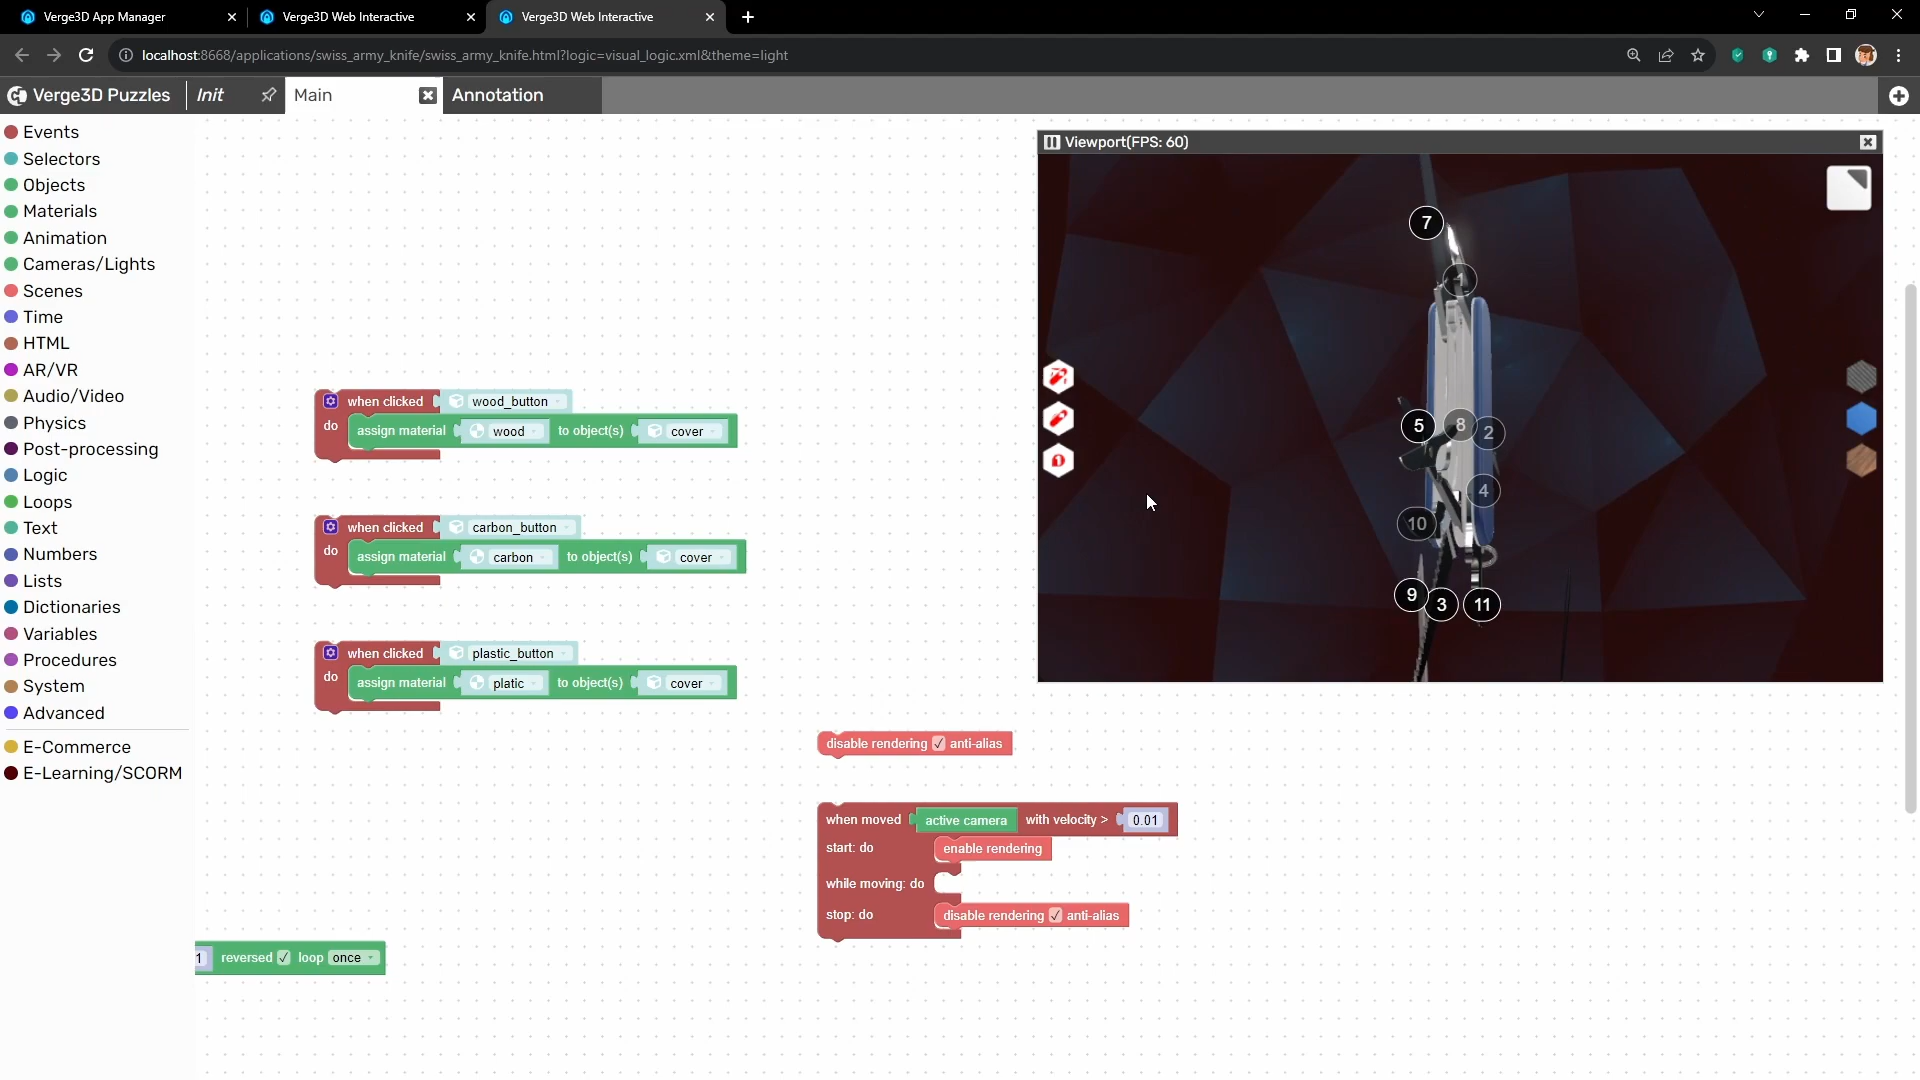 Verge3D App Manager
Verge3D Web Interactive
Verge3D Web Interactive
localhost:8668/applications/swiss_army_knife/swiss_army_knife.html?logic=visual_logic.xml&theme=light
Verge3D Puzzles
Init
Main
Annotation
Events
Selectors
Objects
Materials
Animation
Cameras/Lights
Scenes
Time
HTML
AR/VR
Audio/Video
Physics
Post-processing
Logic
Loops
Text
Numbers
Lists
Dictionaries
Variables
Procedures
System
Advanced
E-Commerce
E-Learning/SCORM
when clicked wood_button
do assign material wood to object(s) cover
when clicked carbon_button
do assign material carbon to object(s) cover
when clicked plastic_button
do assign material platic to object(s) cover
1 reversed loop once
disable rendering anti-alias
when moved active camera with velocity > 0.01
start: do enable rendering
while moving: do
stop: do disable rendering anti-alias
Viewport(FPS: 60)
7
1
5 8 2
4
10
9 3 11